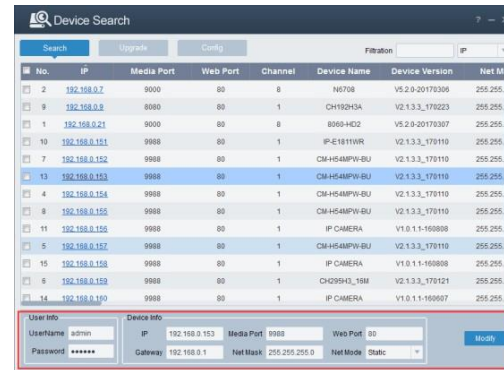 Device Search
? –
Search Upgrade Config Filtration IP
No. IP Media Port Web Port Channel Device Name Device Version Net M
2 192.168.0.7 9000 80 8 N6708 V5.2.0-20170306 255.255.
9 192.168.0.9 8080 80 1 CH192H3A V2.1.3.3_170223 255.255.
1 192.168.0.21 9000 80 8 8060-HD2 V5.2.0-20170307 255.255.
10 192.168.0.151 9988 80 1 IP-E1811WR V2.1.3.3_170110 255.255.
7 192.168.0.152 9988 80 1 CM-H54MPW-BU V2.1.3.3_170110 255.255.
13 192.168.0.153 9988 80 1 CM-H54MPW-BU V2.1.3.3_170110 255.255.
4 192.168.0.154 9988 80 1 CM-H54MPW-BU V2.1.3.3_170110 255.255.
8 192.168.0.155 9988 80 1 CM-H54MPW-BU V2.1.3.3_170110 255.255.
11 192.168.0.156 9988 80 1 IP CAMERA V1.0.1.1-160808 255.255.
5 192.168.0.157 9988 80 1 CM-H54MPW-BU V2.1.3.3_170110 255.255.
15 192.168.0.158 9988 80 1 IP CAMERA V1.0.1.1-160808 255.255.
6 192.168.0.159 9988 80 1 CH295H3_16M V2.1.3.3_170121 255.255.
14 192.168.0.160 9988 80 1 IP CAMERA V1.0.1.1-160607 255.255.
User Info Device Info
UserName admin IP 192.168.0.153 Media Port 9988 Web Port 80 Modify
Password ●●●●●● Gateway 192.168.0.1 Net Mask 255.255.255.0 Net Mode Static